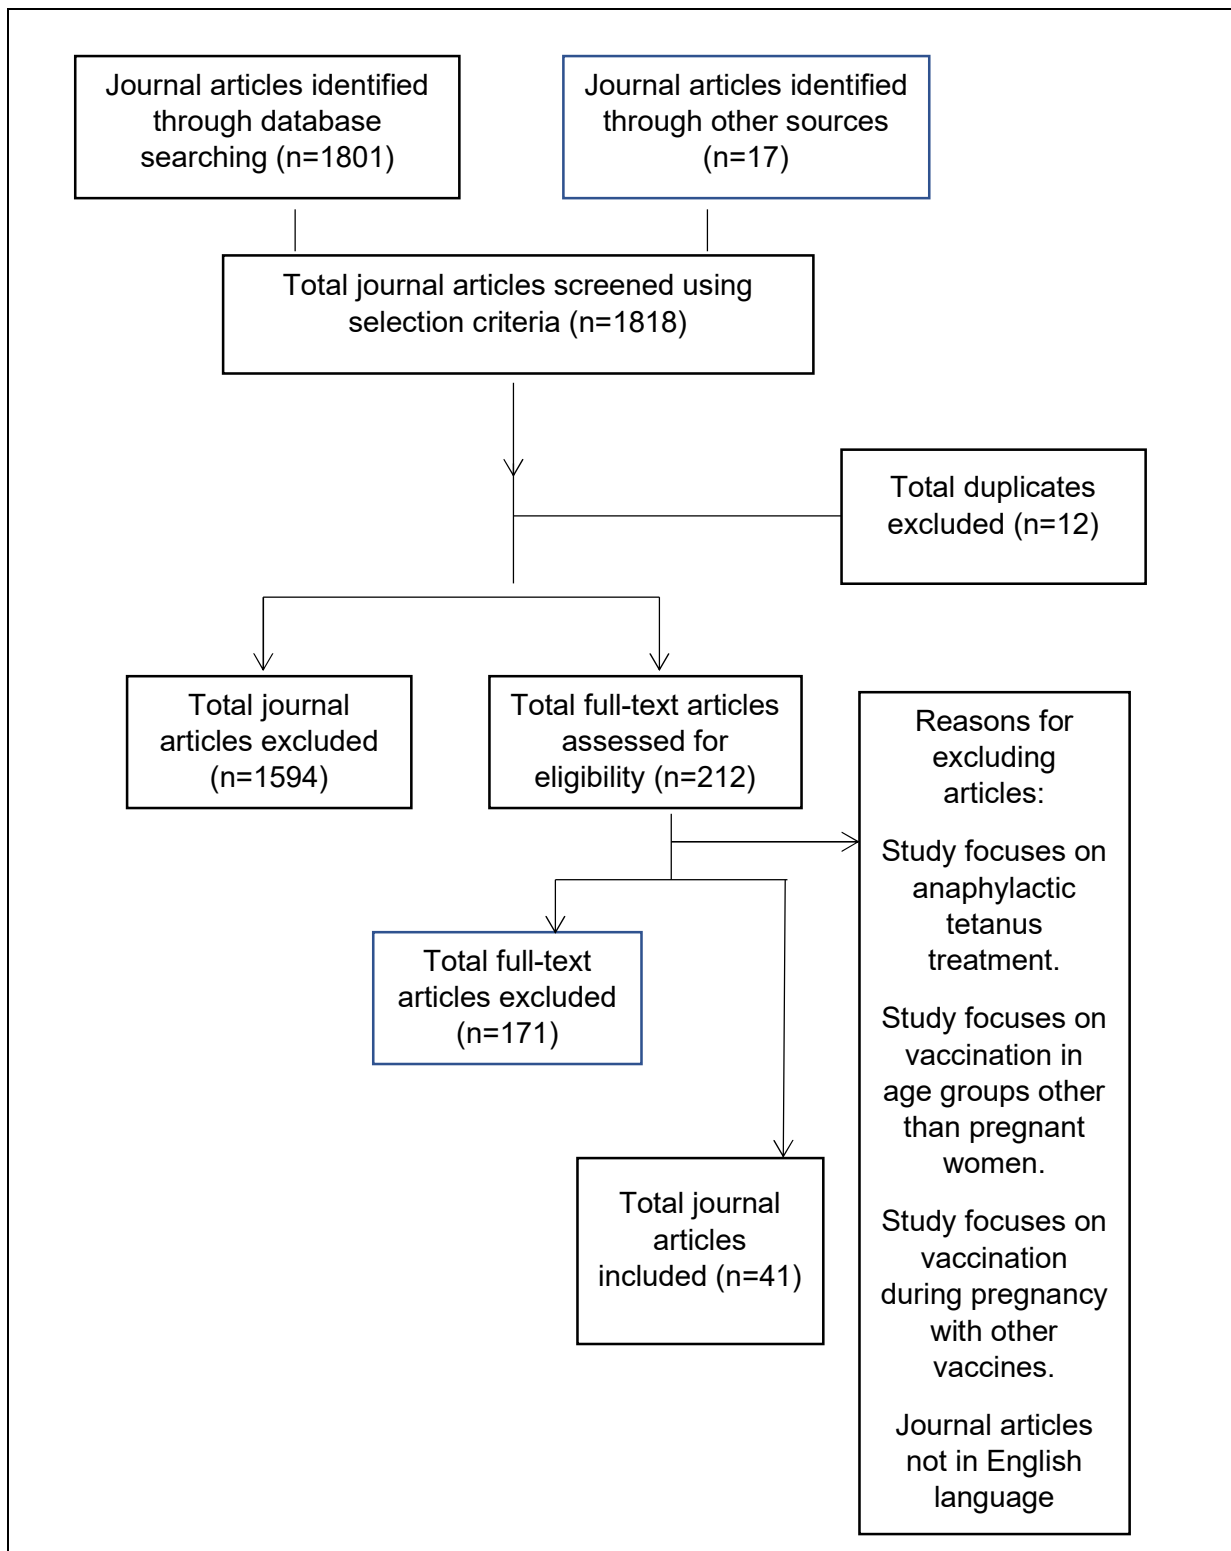 Journal articles identified
through database
searching (n=1801)
Journal articles identified
through other sources
(n=17)
Total journal articles screened using
selection criteria (n=1818)
Total duplicates
excluded (n=12)
Total journal
articles excluded
(n=1594)
Total full-text articles
assessed for
eligibility (n=212)
Reasons for
excluding
articles:
Study focuses on
anaphylactic
tetanus
treatment.
Study focuses on
vaccination in
age groups other
than pregnant
women.
Study focuses on
vaccination
during pregnancy
with other
vaccines.
Journal articles
not in English
language
Total full-text
articles excluded
(n=171)
Total journal
articles
included (n=41)